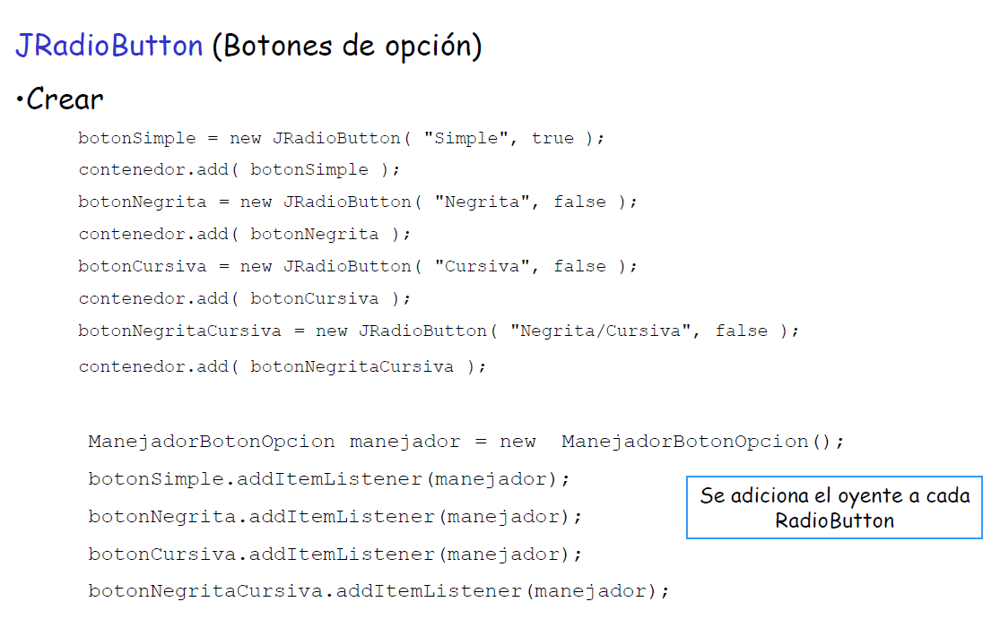 JRadioButton (Botones de opción)
•Crear
botonSimple = new JRadioButton( "Simple", true );
contenedor.add( botonSimple );
botonNegrita = new JRadioButton( "Negrita", false );
contenedor.add( botonNegrita );
botonCursiva = new JRadioButton( "Cursiva", false );
contenedor.add( botonCursiva );
botonNegritaCursiva = new JRadioButton( "Negrita/Cursiva", false );
contenedor.add( botonNegritaCursiva );
ManejadorBotonOpcion manejador = new  ManejadorBotonOpcion();
botonSimple.addItemListener(manejador);
botonNegrita.addItemListener(manejador);
botonCursiva.addItemListener(manejador);
botonNegritaCursiva.addItemListener(manejador);
Se adiciona el oyente a cada
RadioButton